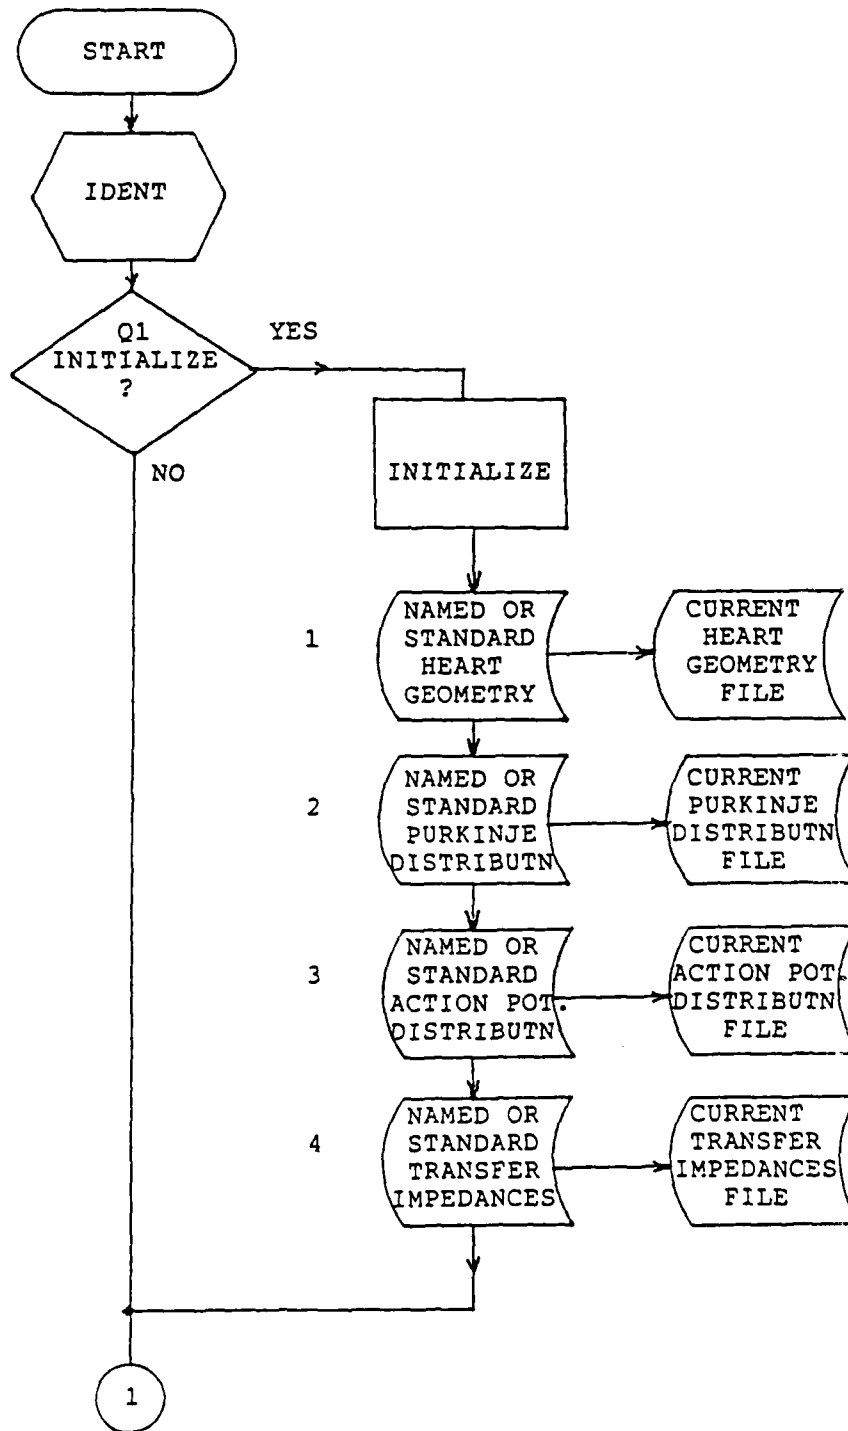 START
IDENT
Q1
INITIALIZE
?
YES
NO
INITIALIZE
1
NAMED OR
STANDARD
HEART
GEOMETRY
CURRENT
HEART
GEOMETRY
FILE
2
NAMED OR
STANDARD
PURKINJE
DISTRIBUTN
CURRENT
PURKINJE
DISTRIBUTN
FILE
3
NAMED OR
STANDARD
ACTION POT.
DISTRIBUTN
CURRENT
ACTION POT.
DISTRIBUTN
FILE
4
NAMED OR
STANDARD
TRANSFER
IMPEDANCES
CURRENT
TRANSFER
IMPEDANCES
FILE
1